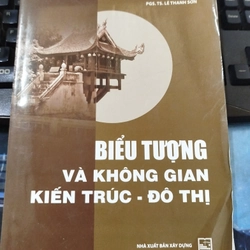 PGS. TS. LÊ THANH SƠN
BIỂU TƯỢNG
VÀ KHÔNG GIAN
KIẾN TRÚC - ĐÔ THỊ
NHÀ XUẤT BẢN XÂY DỰNG